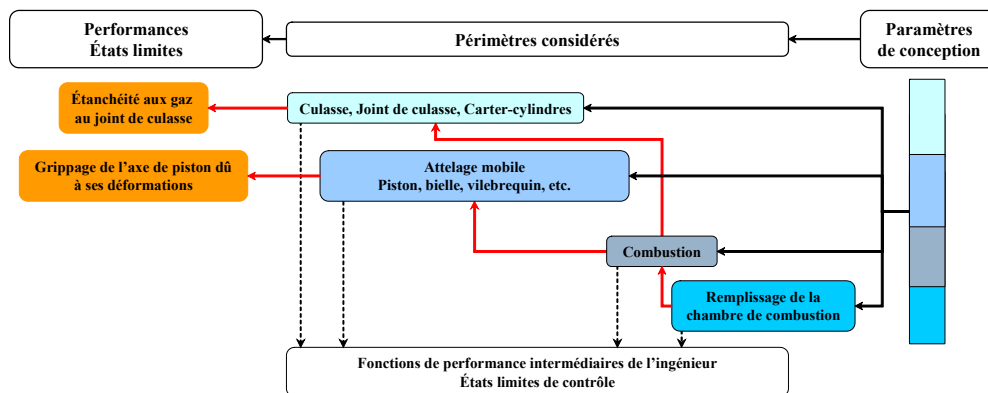 Performances
États limites
Périmètres considérés
Paramètres
de conception
Étanchéité aux gaz
au joint de culasse
Culasse, Joint de culasse, Carter-cylindres
Grippage de l'axe de piston dû
à ses déformations
Attelage mobile
Piston, bielle, vilebrequin, etc.
Combustion
Remplissage de la
chambre de combustion
Fonctions de performance intermédiaires de l'ingénieur
États limites de contrôle